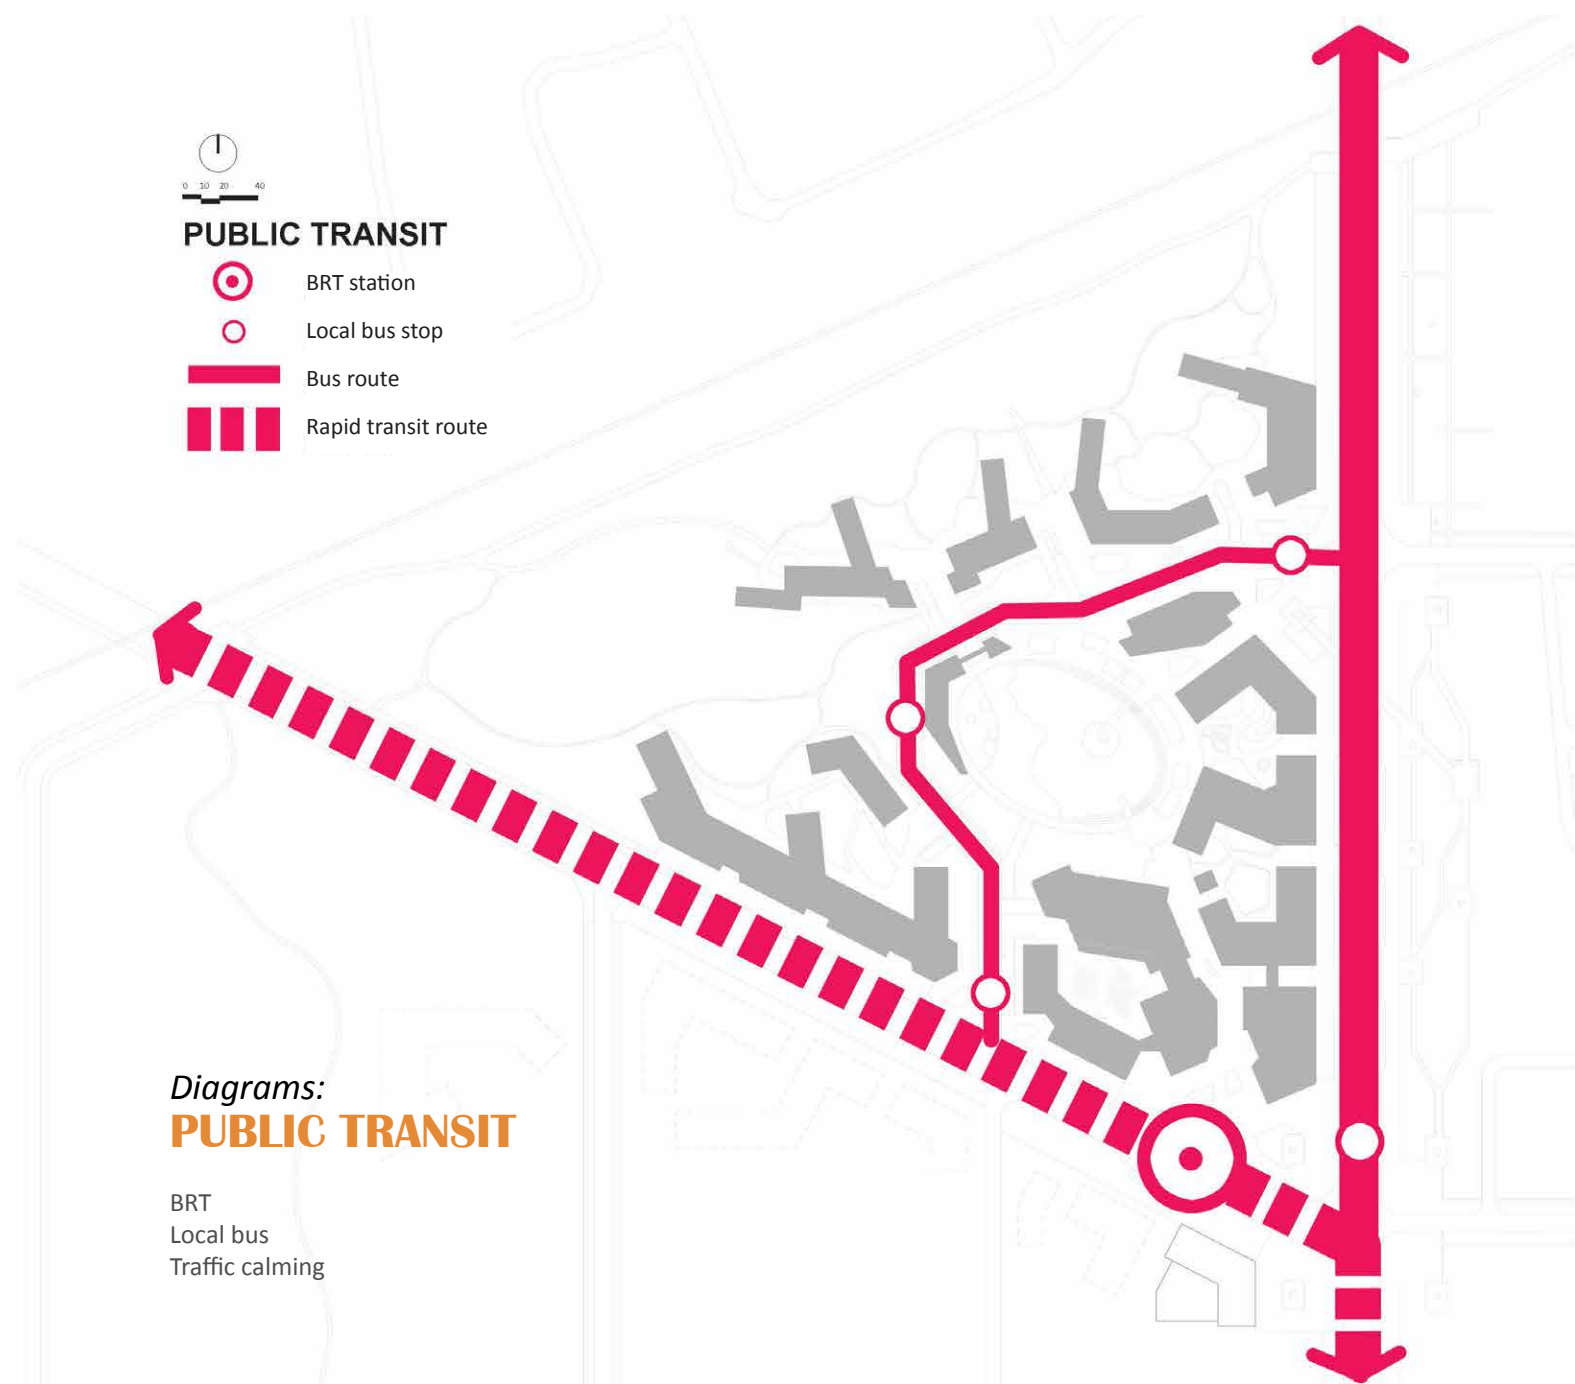 0 10 20 40
PUBLIC TRANSIT
BRT station
Local bus stop
Bus route
Rapid transit route
Diagrams:
PUBLIC TRANSIT
BRT
Local bus
Traffic calming